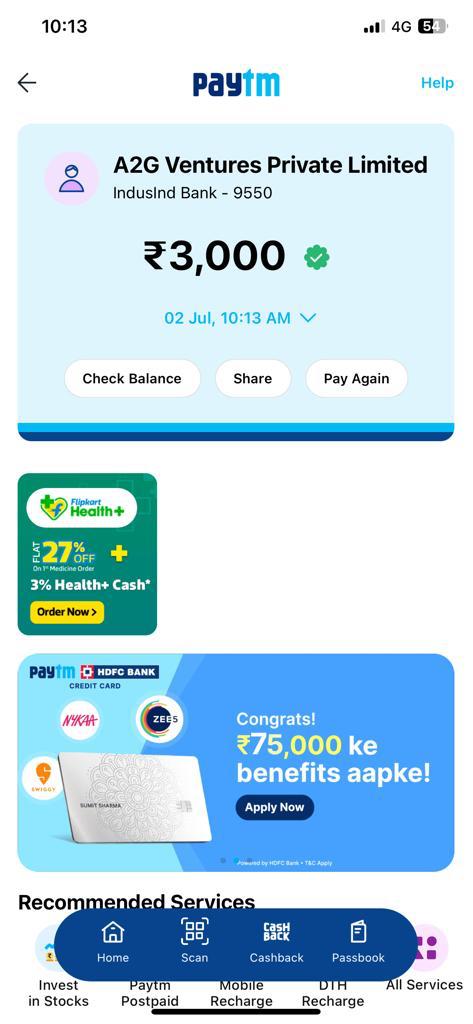 10:13
4G 54
paytm
Help
A2G Ventures Private Limited
IndusInd Bank - 9550
₹3,000
02 Jul, 10:13 AM
Check Balance
Share
Pay Again
Flipkart
Health+
FLAT 27% OFF +
On 1st Medicine Order
3% Health+ Cash*
Order Now >
paytm HDFC BANK
CREDIT CARD
NYKAA
ZEE5
SWIGGY
SUMIT SHARMA
Congrats!
₹75,000 ke
benefits aapke!
Apply Now
Powered by HDFC Bank • T&C Apply
Recommended Services
Home
Scan
CASH
BACK
Cashback
Passbook
Invest
in Stocks
Paytm
Postpaid
Mobile
Recharge
DTH
Recharge
All Services